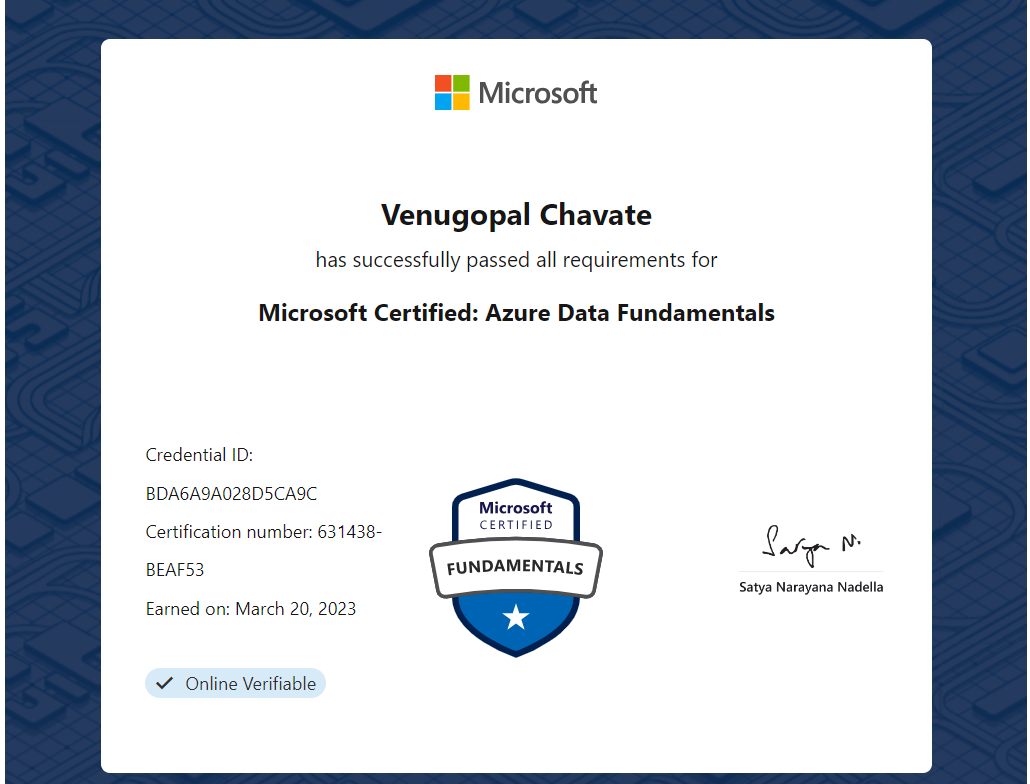 Microsoft
Venugopal Chavate
has successfully passed all requirements for
Microsoft Certified: Azure Data Fundamentals
Credential ID:
BDA6A9A028D5CA9C
Certification number: 631438-
BEAF53
Earned on: March 20, 2023
Online Verifiable
Microsoft
CERTIFIED
FUNDAMENTALS
Satya N.
Satya Narayana Nadella